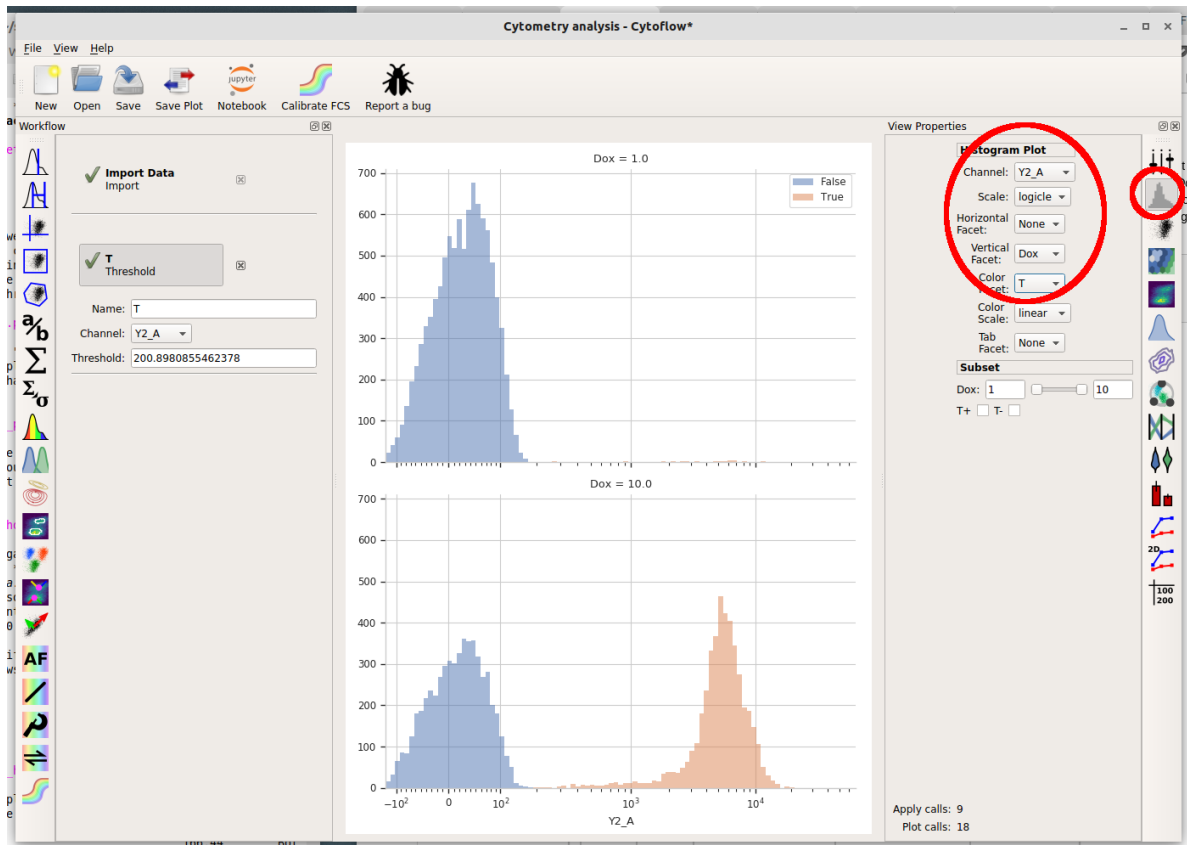 Cytometry analysis - Cytoflow*
File View Help
New Open Save Save Plot Notebook Calibrate FCS Report a bug
jupyter
Workflow
View Properties
Import Data
Import
T
Threshold
Name: T
Channel: Y2_A
Threshold: 200.8980855462378
a/b
Σ
Σ,σ
AF
Dox = 1.0
False
True
700
600
500
400
300
200
100
0
Dox = 10.0
700
600
500
400
300
200
100
0
−10² 0 10² 10³ 10⁴
Y2_A
Histogram Plot
Channel: Y2_A
Scale: logicle
Horizontal
Facet: None
Vertical
Facet: Dox
Color
Facet: T
Color
Scale: linear
Tab
Facet: None
Subset
Dox: 1 10
T+ T-
2D
100
200
Apply calls: 9
Plot calls: 18